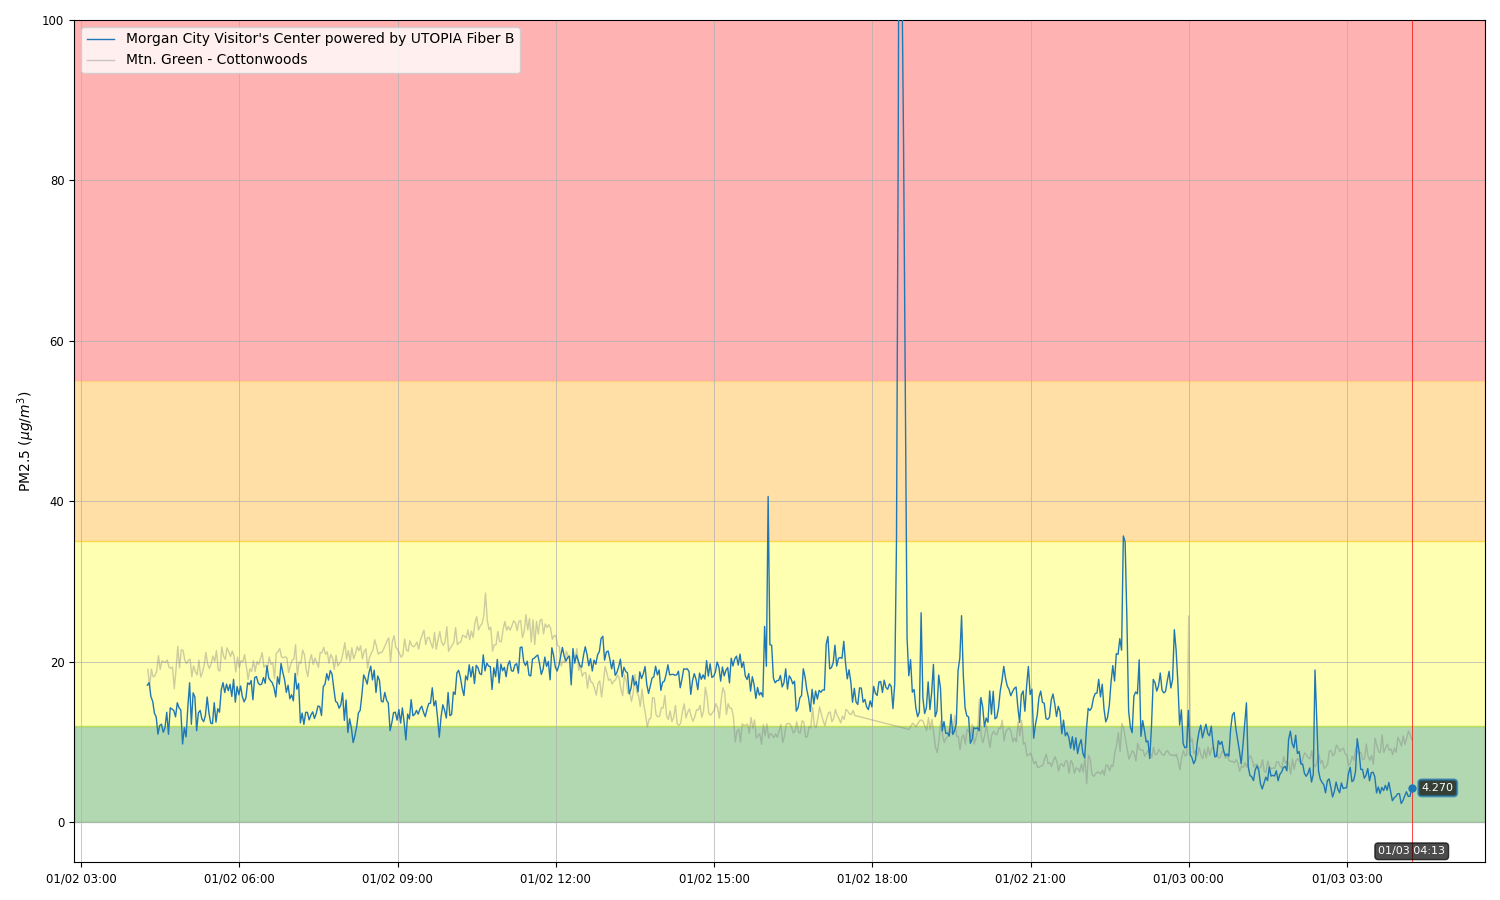 100
80
60
40
20
0
PM2.5 (μg/m³)
Morgan City Visitor's Center powered by UTOPIA Fiber B
Mtn. Green - Cottonwoods
4.270
01/03 04:13
01/02 03:00 01/02 06:00 01/02 09:00 01/02 12:00 01/02 15:00 01/02 18:00 01/02 21:00 01/03 00:00 01/03 03:00